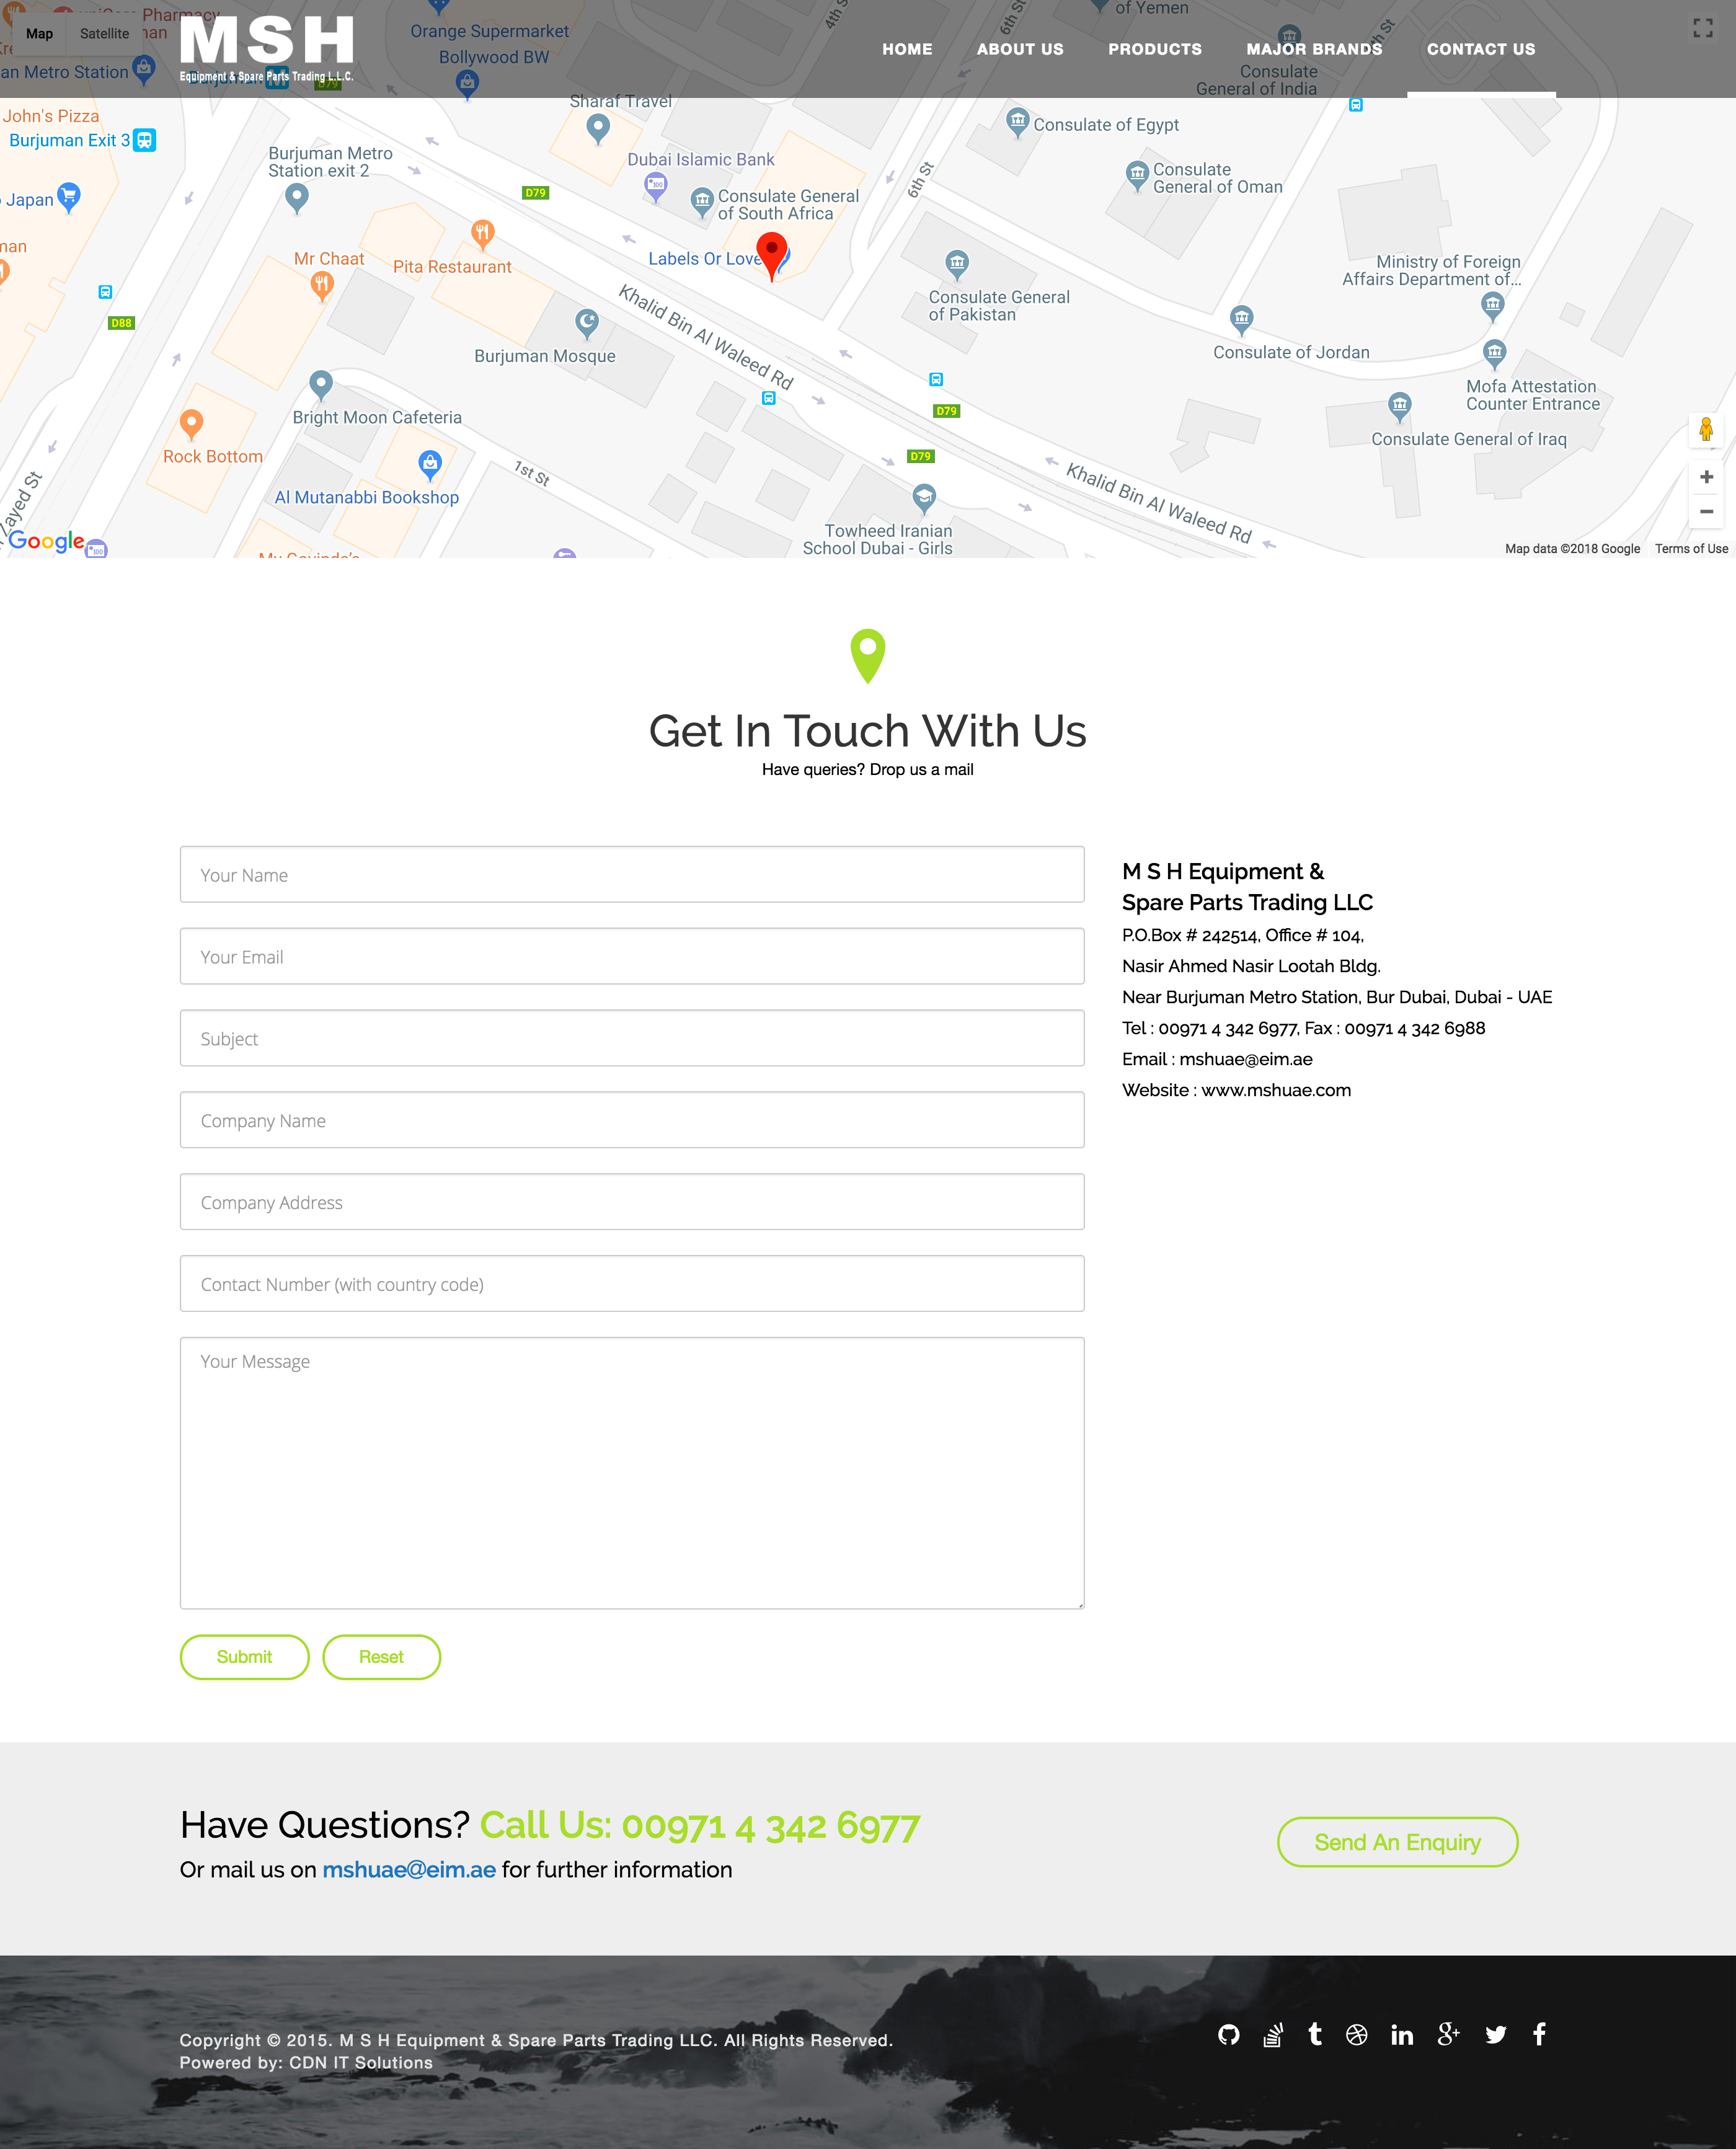 Map
Satellite
MSH
Equipment & Spare Parts Trading L.L.C.
HOME
ABOUT US
PRODUCTS
MAJOR BRANDS
CONTACT US
Pharmacy
Orange Supermarket
Bollywood BW
an Metro Station
Burjuman
D79
4th S
6th St
of Yemen
Consulate
General of India
Sharaf Travel
John's Pizza
Burjuman Exit 3
Burjuman Metro
Station exit 2
Japan
D79
Dubai Islamic Bank
Consulate General
of South Africa
6th St
Consulate of Egypt
Consulate
General of Oman
man
Mr Chaat
Pita Restaurant
Labels Or Love
Consulate General
of Pakistan
Ministry of Foreign
Affairs Department of...
D88
Khalid Bin Al Waleed Rd
Burjuman Mosque
Consulate of Jordan
Mofa Attestation
Counter Entrance
Bright Moon Cafeteria
D79
Consulate General of Iraq
Rock Bottom
D79
Al Mutanabbi Bookshop
1st St
Khalid Bin Al Waleed Rd
Zayed St
Towheed Iranian
School Dubai - Girls
Google
My Govinda's
Map data ©2018 Google
Terms of Use
Get In Touch With Us
Have queries? Drop us a mail
Your Name
Your Email
Subject
Company Name
Company Address
Contact Number (with country code)
Your Message
Submit
Reset
M S H Equipment &
Spare Parts Trading LLC
P.O.Box # 242514, Office # 104,
Nasir Ahmed Nasir Lootah Bldg.
Near Burjuman Metro Station, Bur Dubai, Dubai - UAE
Tel : 00971 4 342 6977, Fax : 00971 4 342 6988
Email : mshuae@eim.ae
Website : www.mshuae.com
Have Questions? Call Us: 00971 4 342 6977
Or mail us on mshuae@eim.ae for further information
Send An Enquiry
Copyright © 2015. M S H Equipment & Spare Parts Trading LLC. All Rights Reserved.
Powered by: CDN IT Solutions